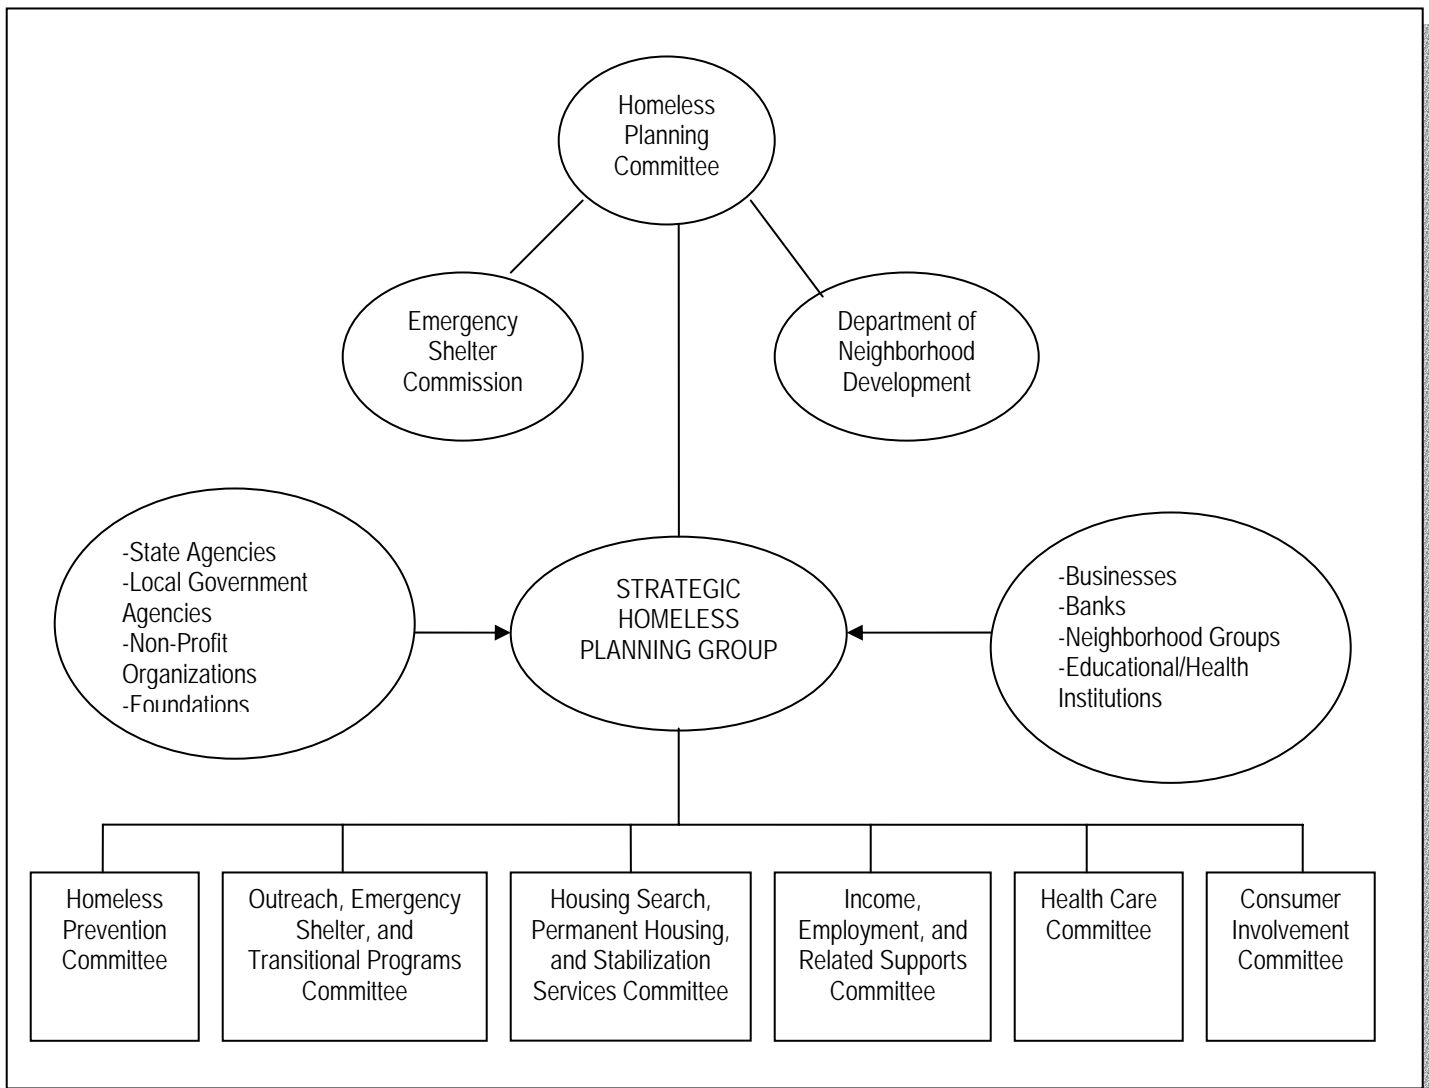 Homeless
Planning
Committee
Emergency
Shelter
Commission
Department of
Neighborhood
Development
-State Agencies
-Local Government
Agencies
-Non-Profit
Organizations
-Foundations
STRATEGIC
HOMELESS
PLANNING GROUP
-Businesses
-Banks
-Neighborhood Groups
-Educational/Health
Institutions
Homeless
Prevention
Committee
Outreach, Emergency
Shelter, and
Transitional Programs
Committee
Housing Search,
Permanent Housing,
and Stabilization
Services Committee
Income,
Employment, and
Related Supports
Committee
Health Care
Committee
Consumer
Involvement
Committee